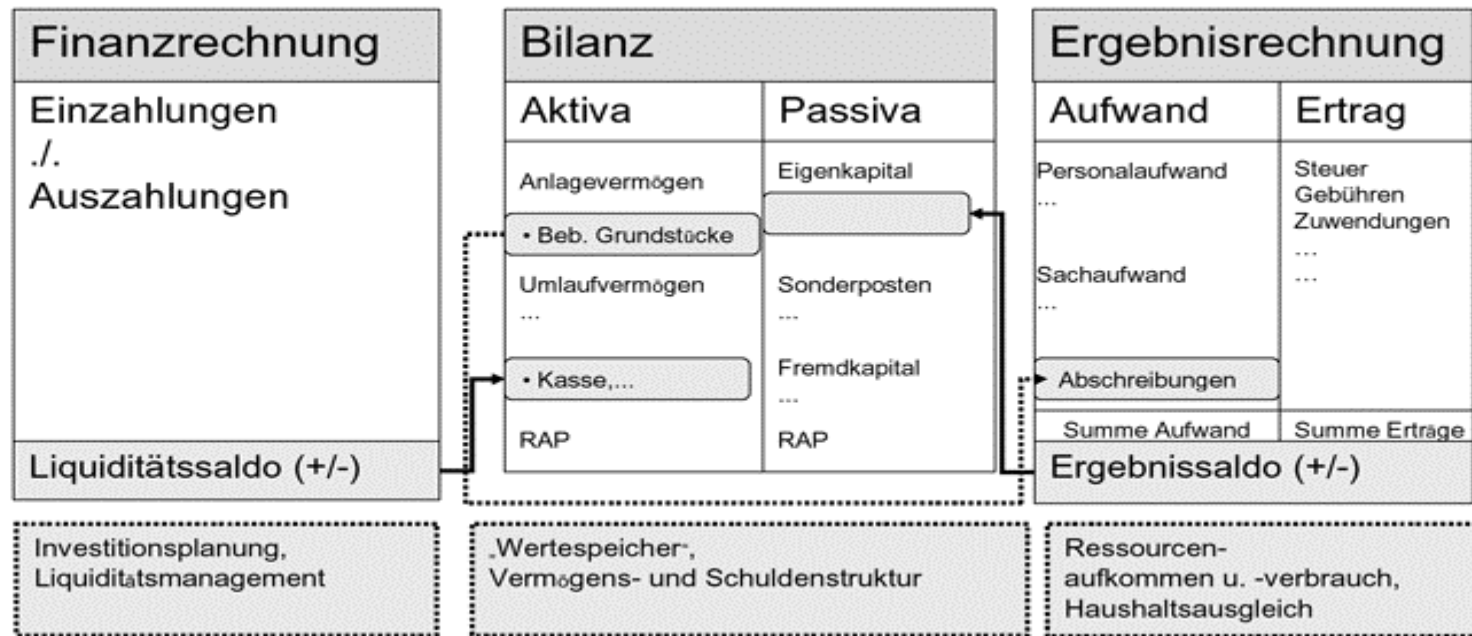 Finanzrechnung
Einzahlungen
./.
Auszahlungen
Liquiditätssaldo (+/-)
Investitionsplanung,
Liquiditätsmanagement
Bilanz
Aktiva
Anlagevermögen
• Beb. Grundstücke
Umlaufvermögen
...
• Kasse,...
RAP
Passiva
Eigenkapital
Sonderposten
...
Fremdkapital
...
RAP
„Wertespeicher“,
Vermögens- und Schuldenstruktur
Ergebnisrechnung
Aufwand
Personalaufwand
...
Sachaufwand
...
Abschreibungen
Summe Aufwand
Ertrag
Steuer
Gebühren
Zuwendungen
...
...
Summe Erträge
Ergebnissaldo (+/-)
Ressourcen-
aufkommen u. -verbrauch,
Haushaltsausgleich